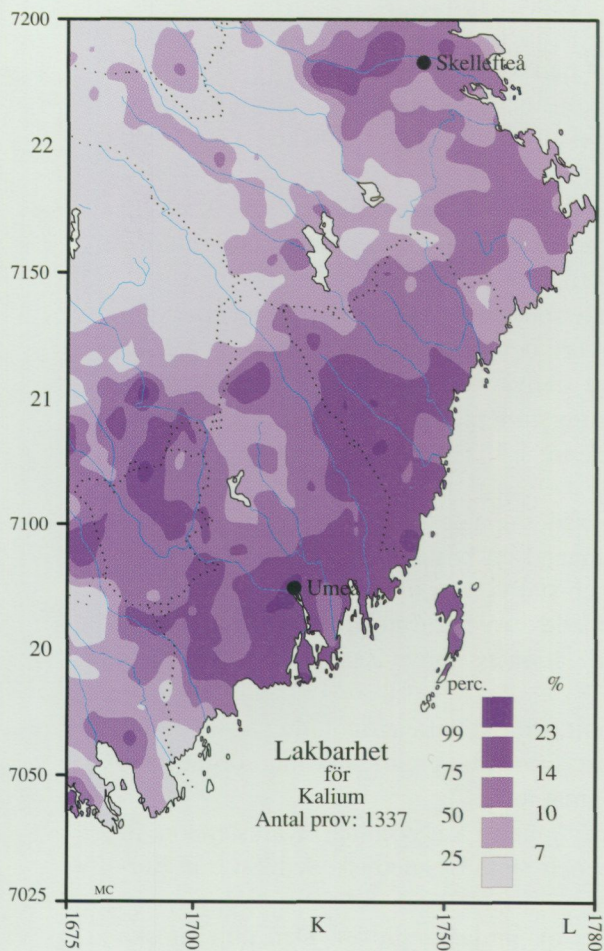 7200
Skellefteå
22
7150
21
7100
Umeå
20
perc. %
99 23
75 14
50 10
25 7
Lakbarhet
för
Kalium
Antal prov: 1337
7050
7025
MC
1675
1700
K
1750
L
1780